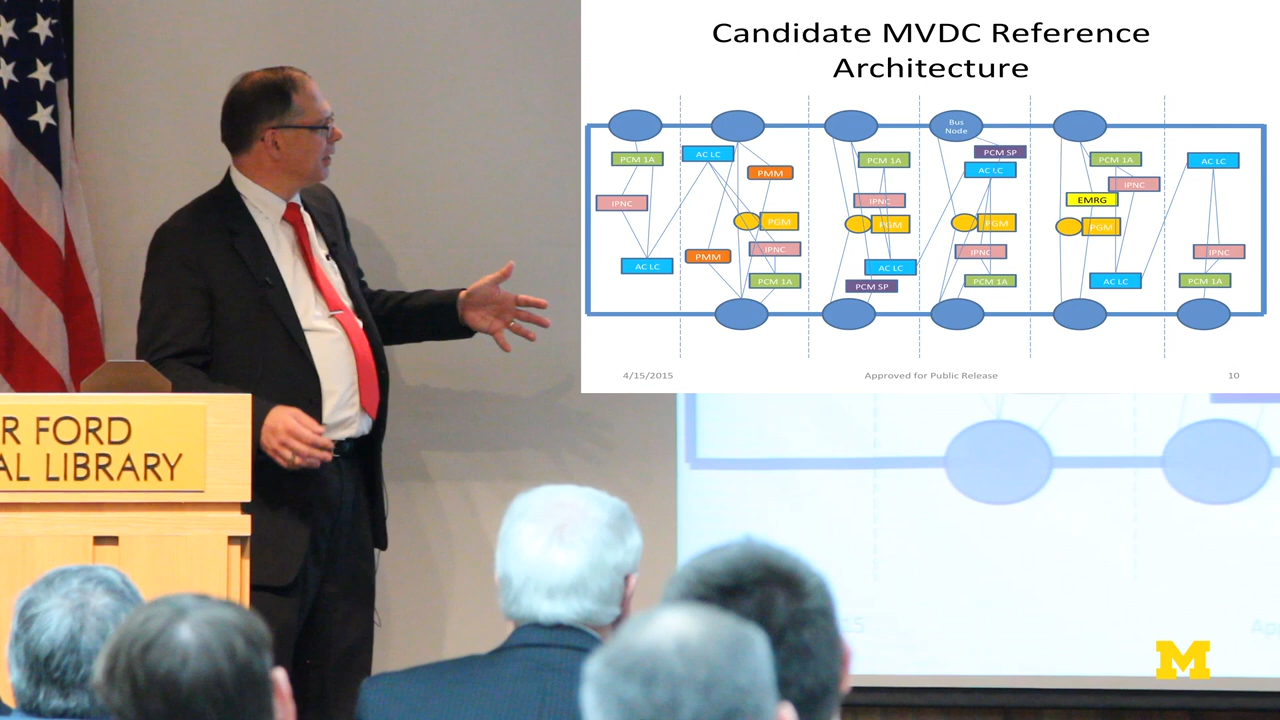 Candidate MVDC Reference
Architecture
Bus
Node
PCM 1A
AC LC
PMM
PCM 1A
PCM SP
AC LC
PCM 1A
AC LC
IPNC
IPNC
IPNC
EMRG
PGM
PGM
PGM
PGM
PMM
IPNC
IPNC
IPNC
AC LC
PCM 1A
AC LC
PCM SP
PCM 1A
AC LC
PCM 1A
4/15/2015
Approved for Public Release
10
R FORD
AL LIBRARY
M